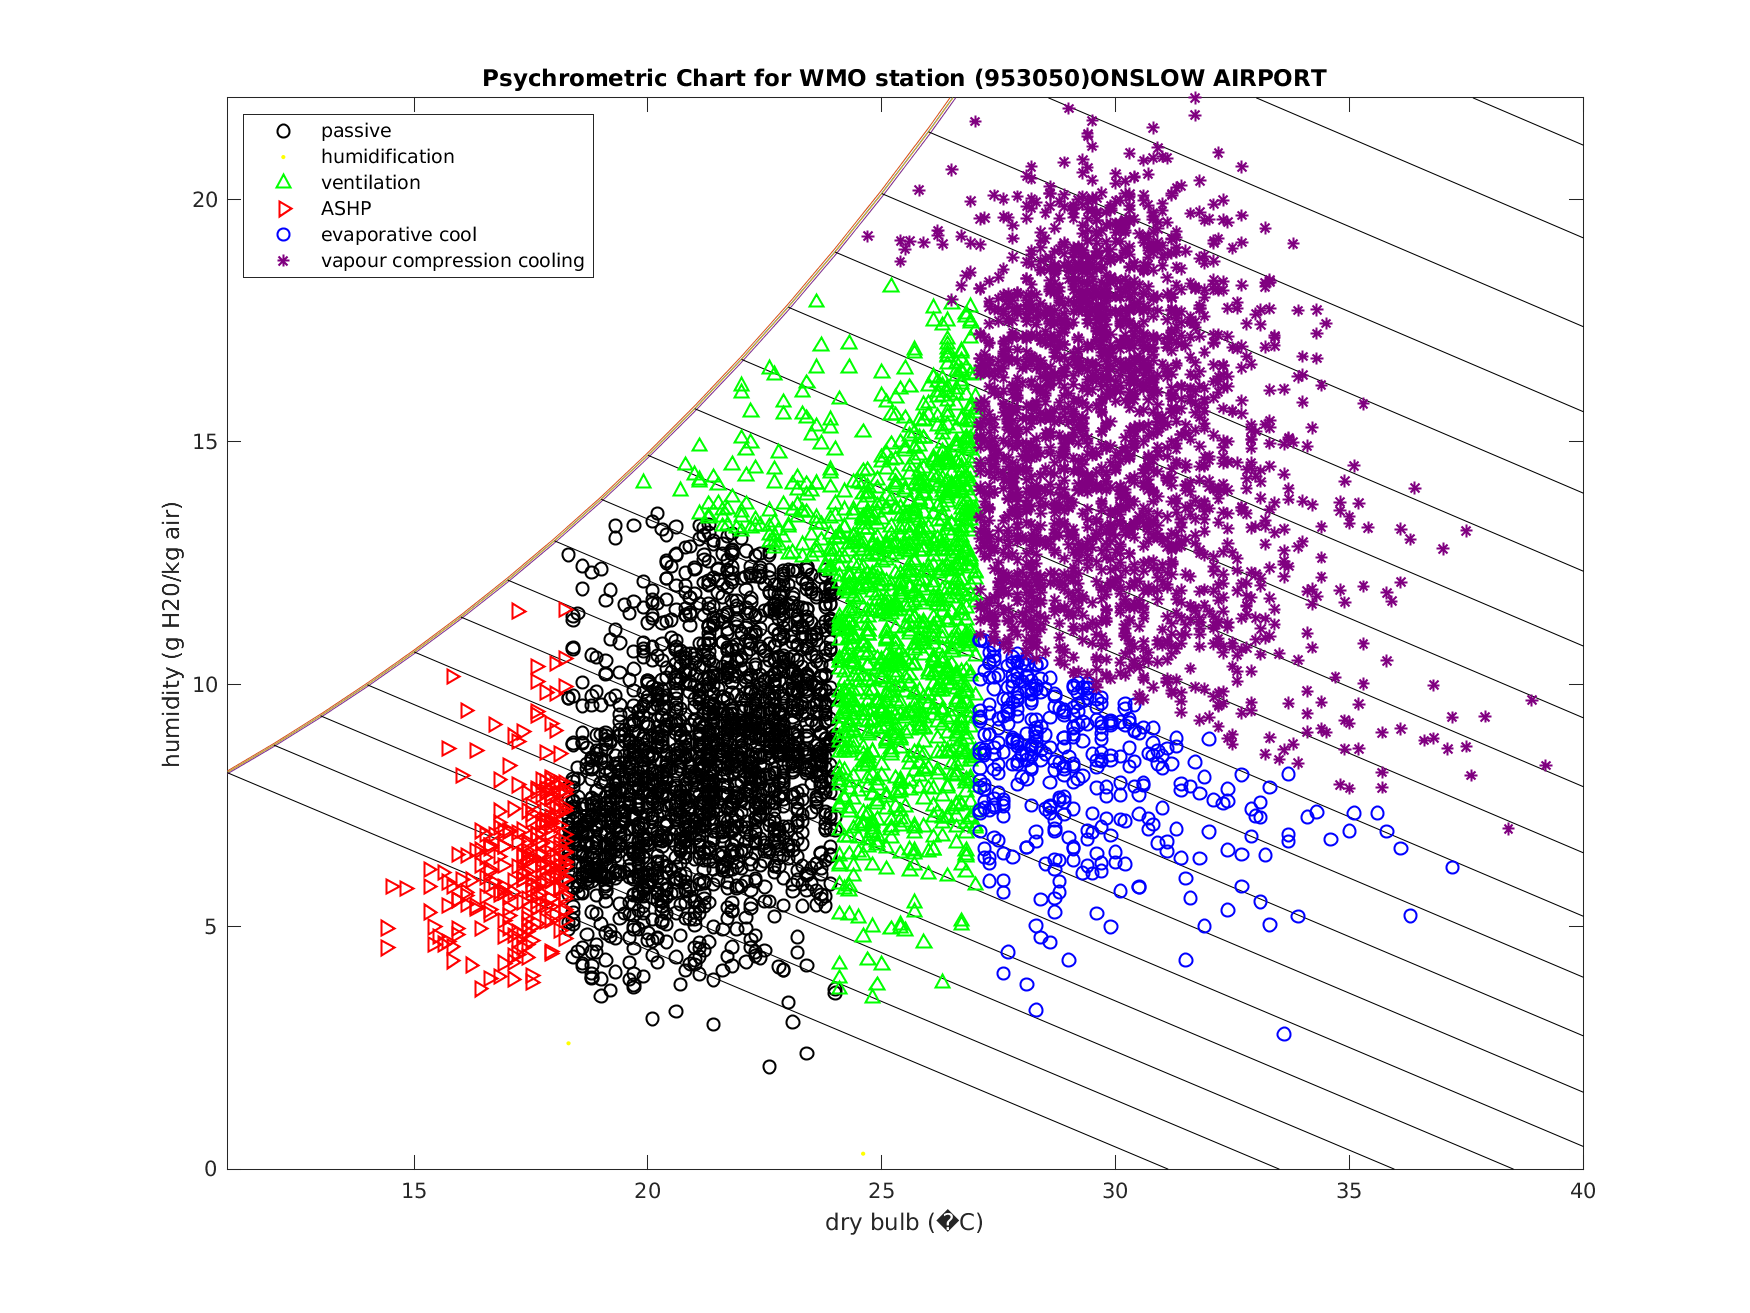 Psychrometric Chart for WMO station (953050)ONSLOW AIRPORT
passive
humidification
ventilation
ASHP
evaporative cool
vapour compression cooling
humidity (g H20/kg air)
20
15
10
5
0
15
20
25
30
35
40
dry bulb (�C)